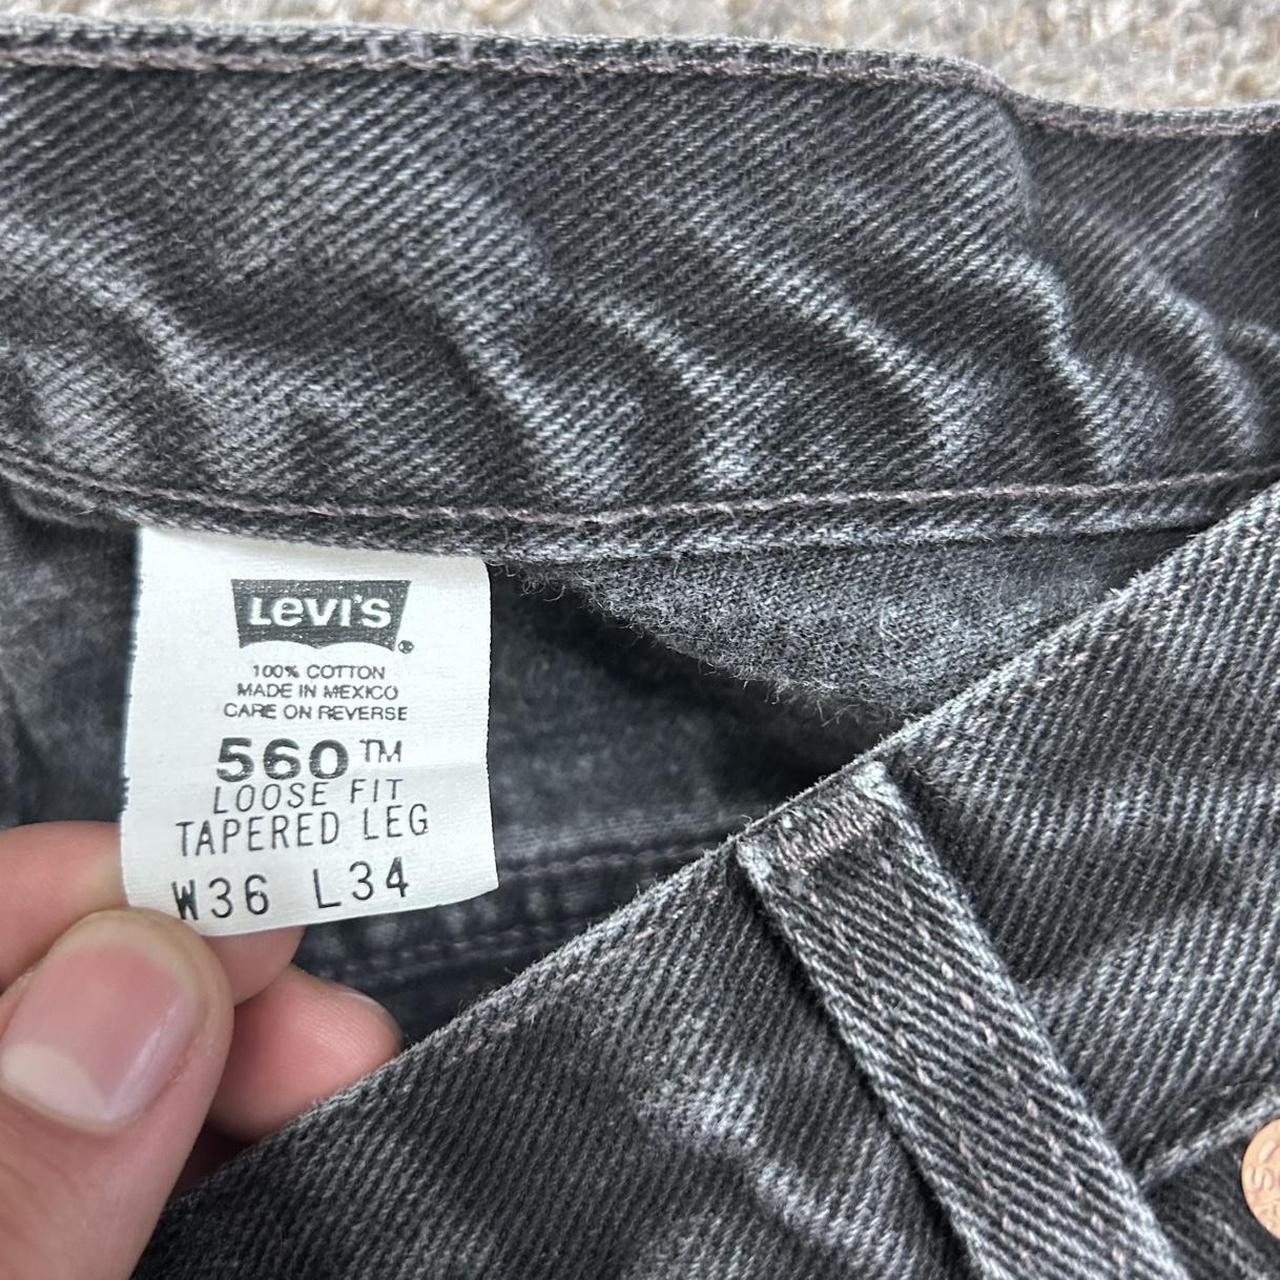 LEVI'S ®
100% COTTON
MADE IN MEXICO
CARE ON REVERSE
560™
LOOSE FIT
TAPERED LEG
W36 L34